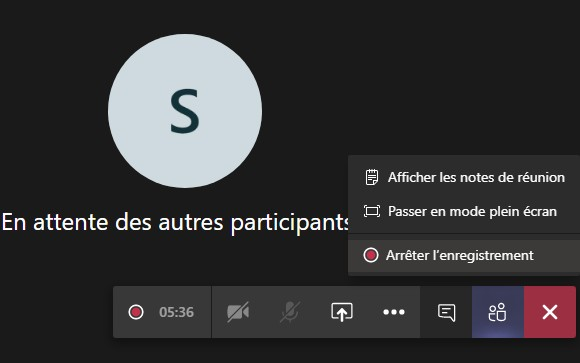 S
Afficher les notes de réunion
Passer en mode plein écran
En attente des autres participants
Arrêter l'enregistrement
05:36